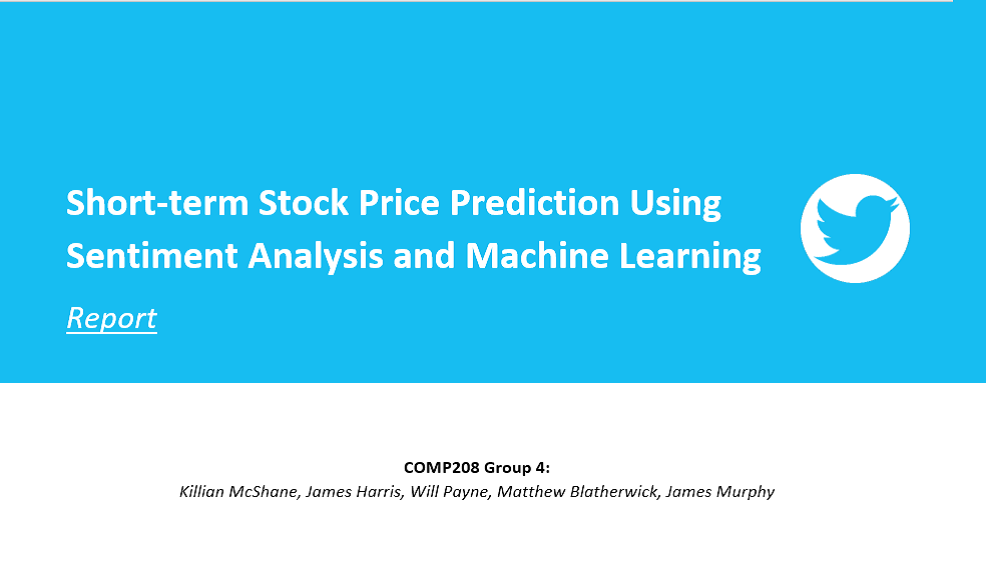 Short-term Stock Price Prediction Using
Sentiment Analysis and Machine Learning
Report
COMP208 Group 4:
Killian McShane, James Harris, Will Payne, Matthew Blatherwick, James Murphy